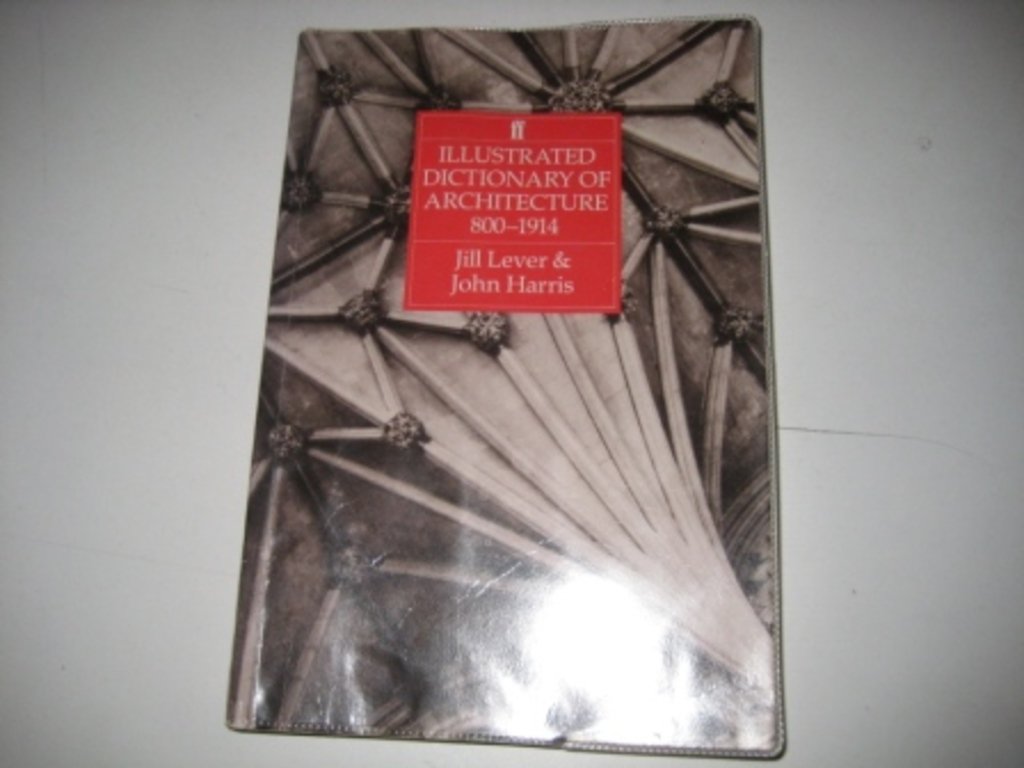 ff
ILLUSTRATED
DICTIONARY OF
ARCHITECTURE
800–1914
Jill Lever &
John Harris